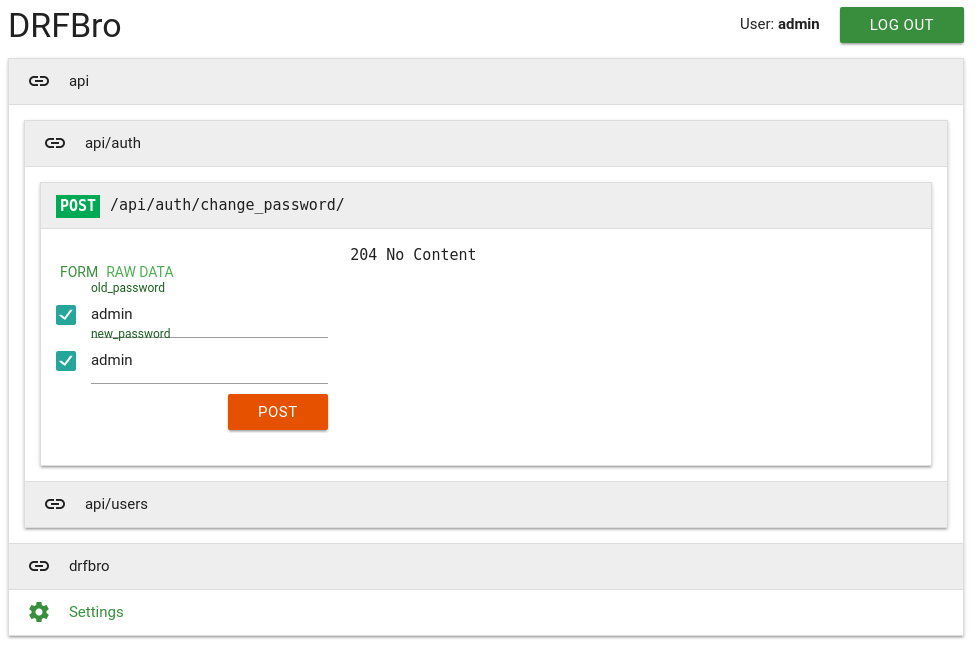 DRFBro
User: admin
LOG OUT
api
api/auth
POST /api/auth/change_password/
204 No Content
FORM RAW DATA
old_password
admin
new_password
admin
POST
api/users
drfbro
Settings